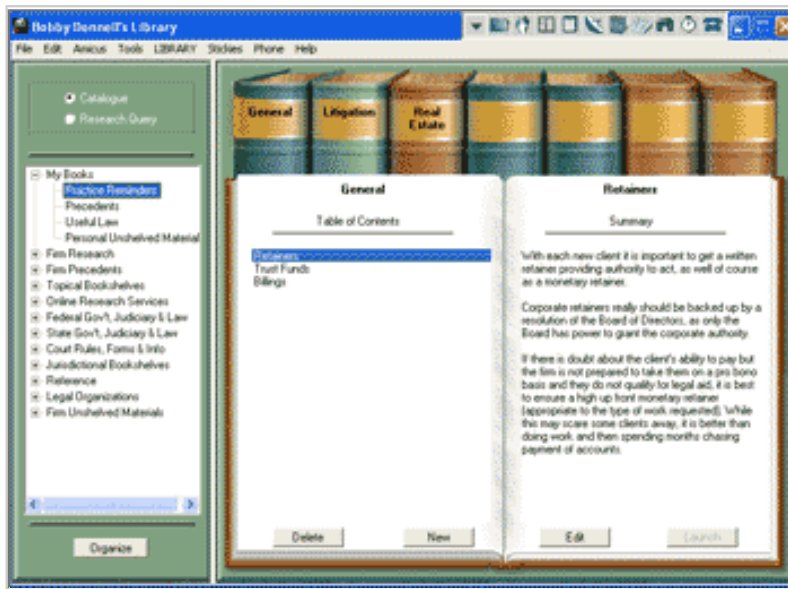 Bobby Donnell's Library
File Edit Amicus Tools LIBRARY Stickies Phone Help
Catalogue
Research Query
My Books
Practice Reminders
Precedents
Useful Law
Personal Unshelved Material
Firm Research
Firm Precedents
Topical Bookshelves
Online Research Services
Federal Gov't, Judiciary & Law
State Gov't, Judiciary & Law
Court Rules, Forms & Info
Jurisdictional Bookshelves
Reference
Legal Organizations
Firm Unshelved Materials
Organize
General
Litigation
Real
Estate
General
Table of Contents
Retainers
Trust Funds
Billings
Delete New
Retainers
Summary
With each new client it is important to get a written
retainer providing authority to act, as well of course
as a monetary retainer.
Corporate retainers really should be backed up by a
resolution of the Board of Directors, as only the
Board has power to grant the corporate authority.
If there is doubt about the client's ability to pay but
the firm is not prepared to take them on a pro bono
basis and they do not qualify for legal aid, it is best
to ensure a high up front monetary retainer
(appropriate to the type of work requested). While
this may scare some clients away, it is better than
doing work and then spending months chasing
payment of accounts.
Edit Launch